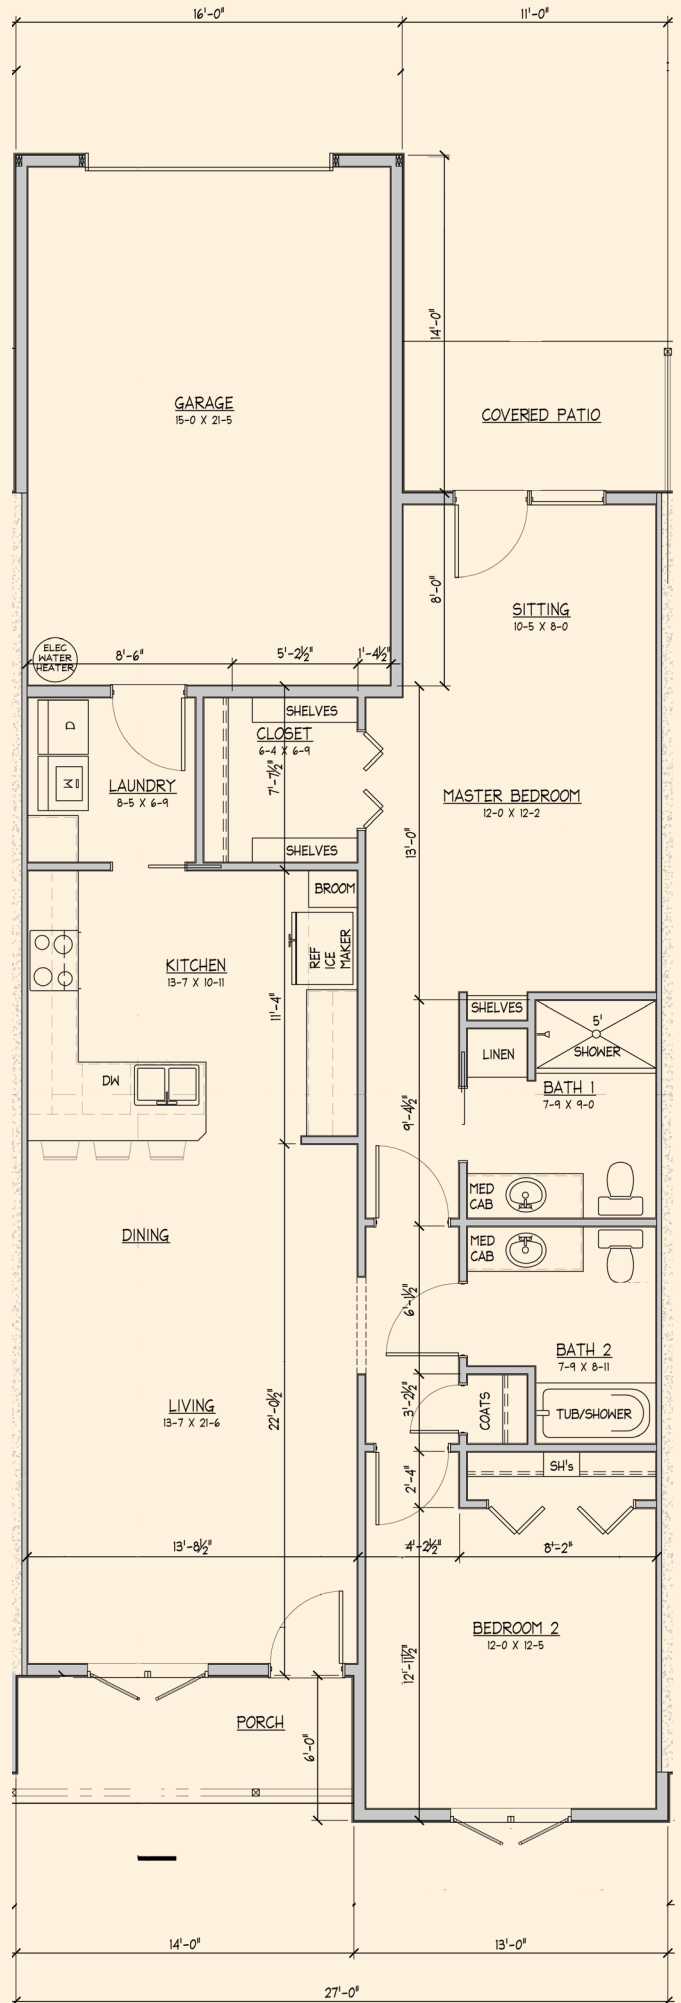 16'-0"
11'-0"
14'-0"
GARAGE
15-0 X 21-5
COVERED PATIO
8'-0"
SITTING
10-5 X 8-0
ELEC
WATER
HEATER
8'-6"
5'-2½"
1'-4½"
SHELVES
D
CLOSET
6-4 X 6-9
W
LAUNDRY
8-5 X 6-9
7'-7½"
MASTER BEDROOM
12-0 X 12-2
13'-0"
SHELVES
BROOM
KITCHEN
13-7 X 10-11
REF
ICE
MAKER
11'-4"
SHELVES
5'
SHOWER
LINEN
DW
BATH 1
7-9 X 9-0
9'-4½"
MED
CAB
DINING
MED
CAB
6'-1½"
BATH 2
7-9 X 8-11
3'-2½"
COATS
TUB/SHOWER
LIVING
13-7 X 21-6
22'-0½"
2'-4"
SH's
13'-8½"
4'-2½"
8'-2"
BEDROOM 2
12-0 X 12-5
12'-11½"
PORCH
6'-0"
14'-0"
13'-0"
27'-0"